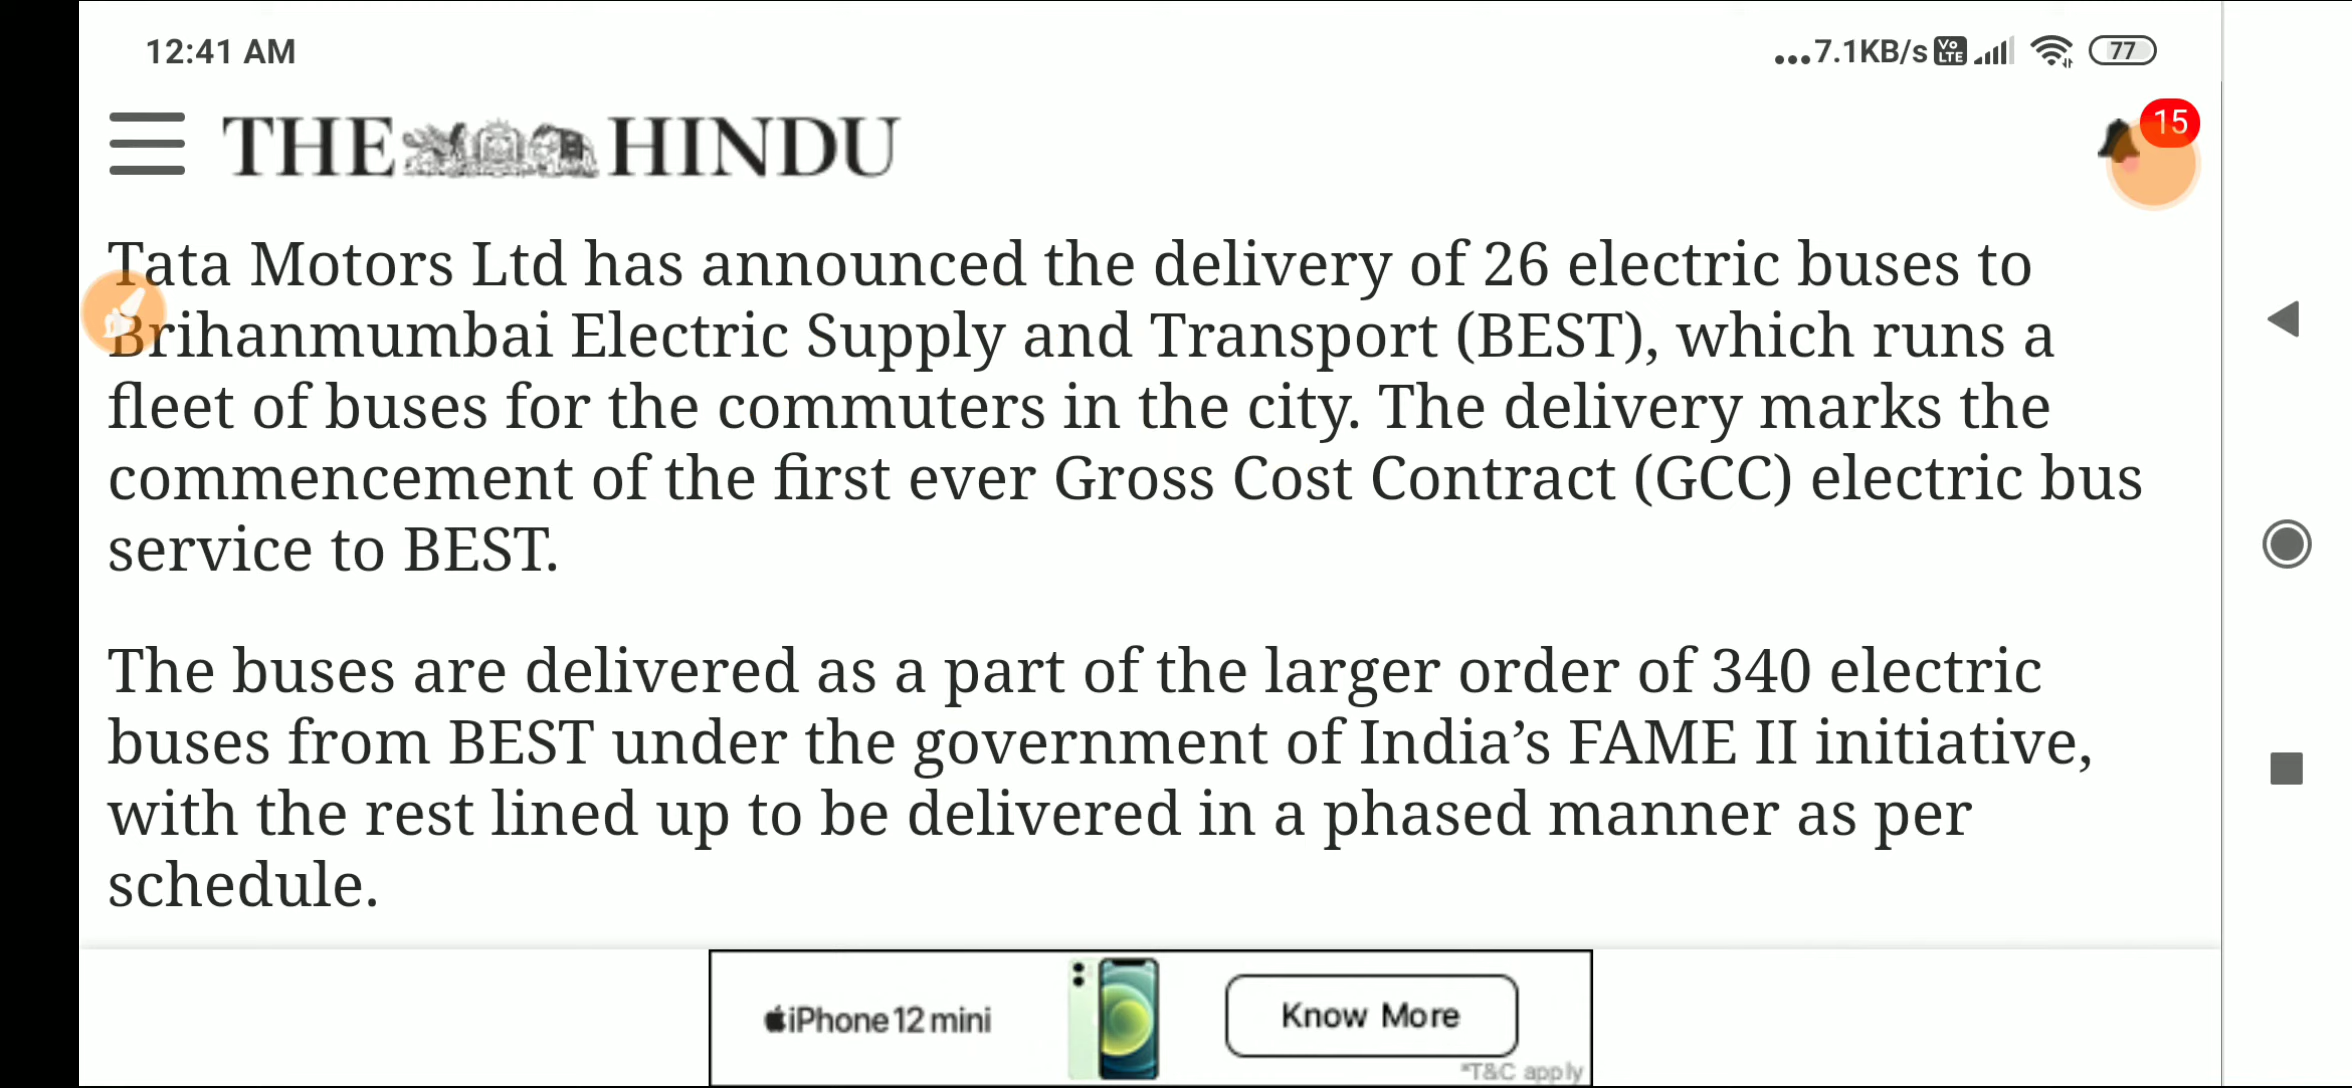 12:41 AM
...7.1KB/s Vo LTE 77
THE HINDU
15
Tata Motors Ltd has announced the delivery of 26 electric buses to
Brihanmumbai Electric Supply and Transport (BEST), which runs a
fleet of buses for the commuters in the city. The delivery marks the
commencement of the first ever Gross Cost Contract (GCC) electric bus
service to BEST.
The buses are delivered as a part of the larger order of 340 electric
buses from BEST under the government of India’s FAME II initiative,
with the rest lined up to be delivered in a phased manner as per
schedule.
iPhone 12 mini
Know More
*T&C apply